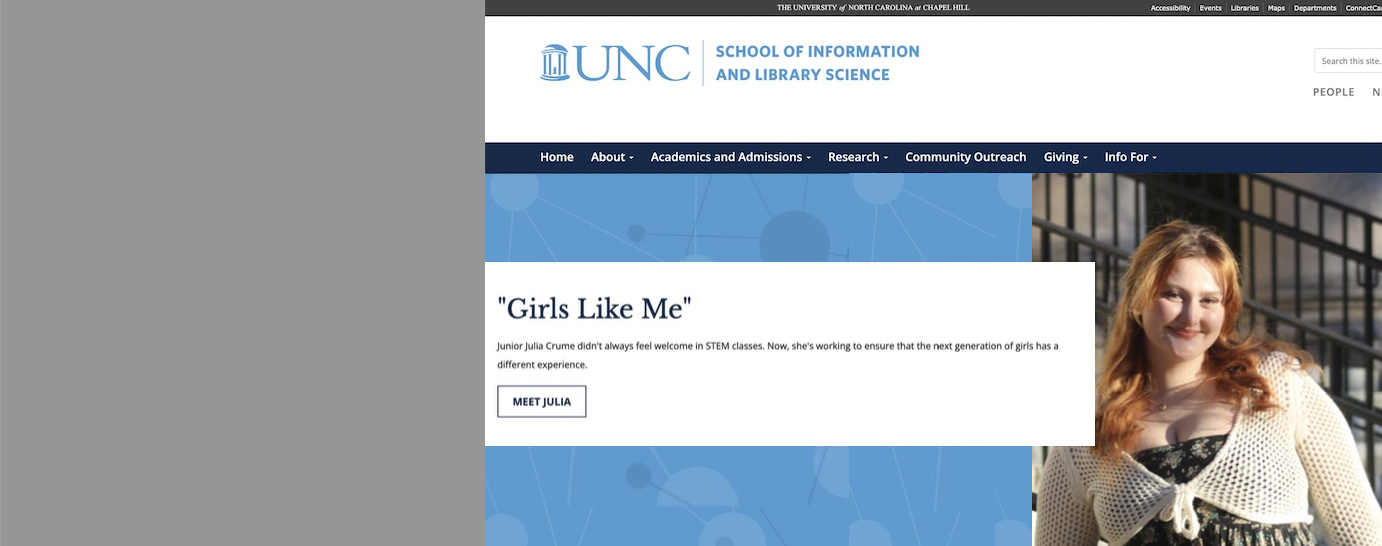 THE UNIVERSITY of NORTH CAROLINA at CHAPEL HILL
Accessibility Events Libraries Maps Departments
UNC
SCHOOL OF INFORMATION
AND LIBRARY SCIENCE
Search this site.
PEOPLE
Home About Academics and Admissions Research Community Outreach Giving Info For
"Girls Like Me"
Junior Julia Crume didn't always feel welcome in STEM classes. Now, she's working to ensure that the next generation of girls has a
different experience.
MEET JULIA